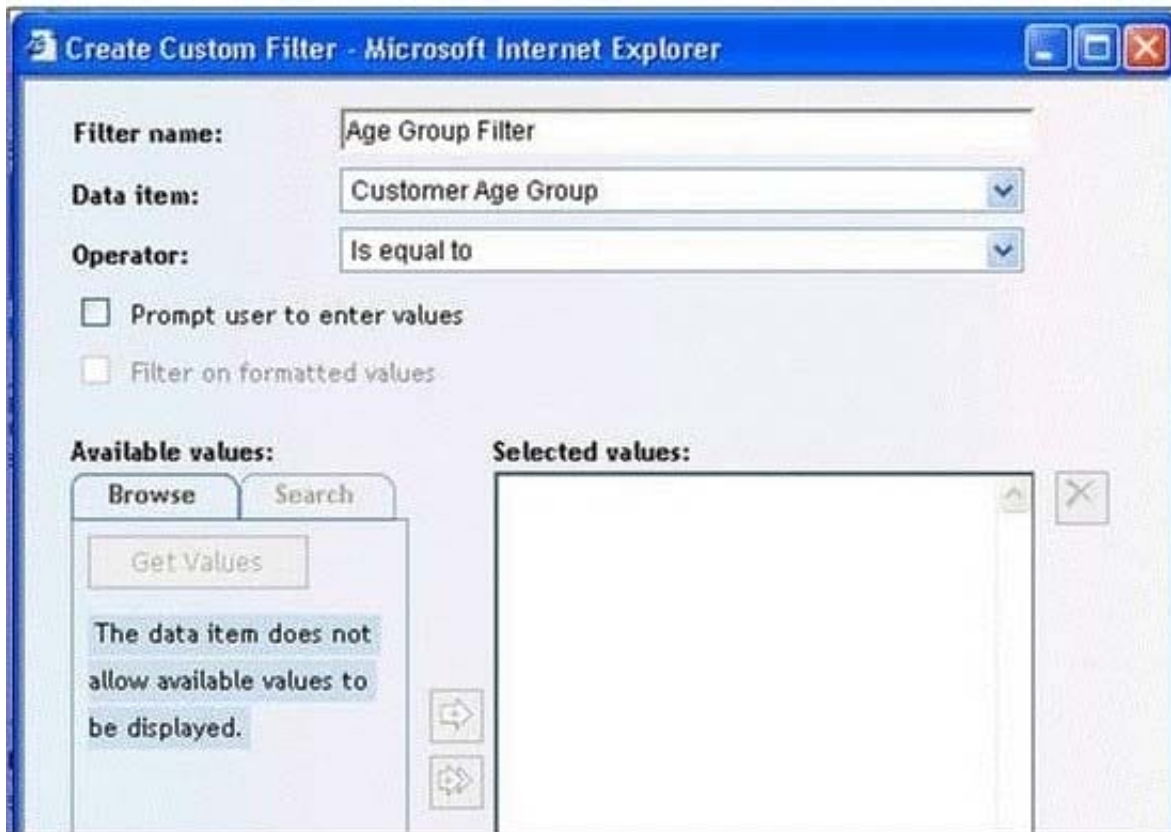 Create Custom Filter - Microsoft Internet Explorer
Filter name: Age Group Filter
Data item: Customer Age Group
Operator: Is equal to
Prompt user to enter values
Filter on formatted values
Available values: Selected values:
Browse Search
Get Values
The data item does not
allow available values to
be displayed.